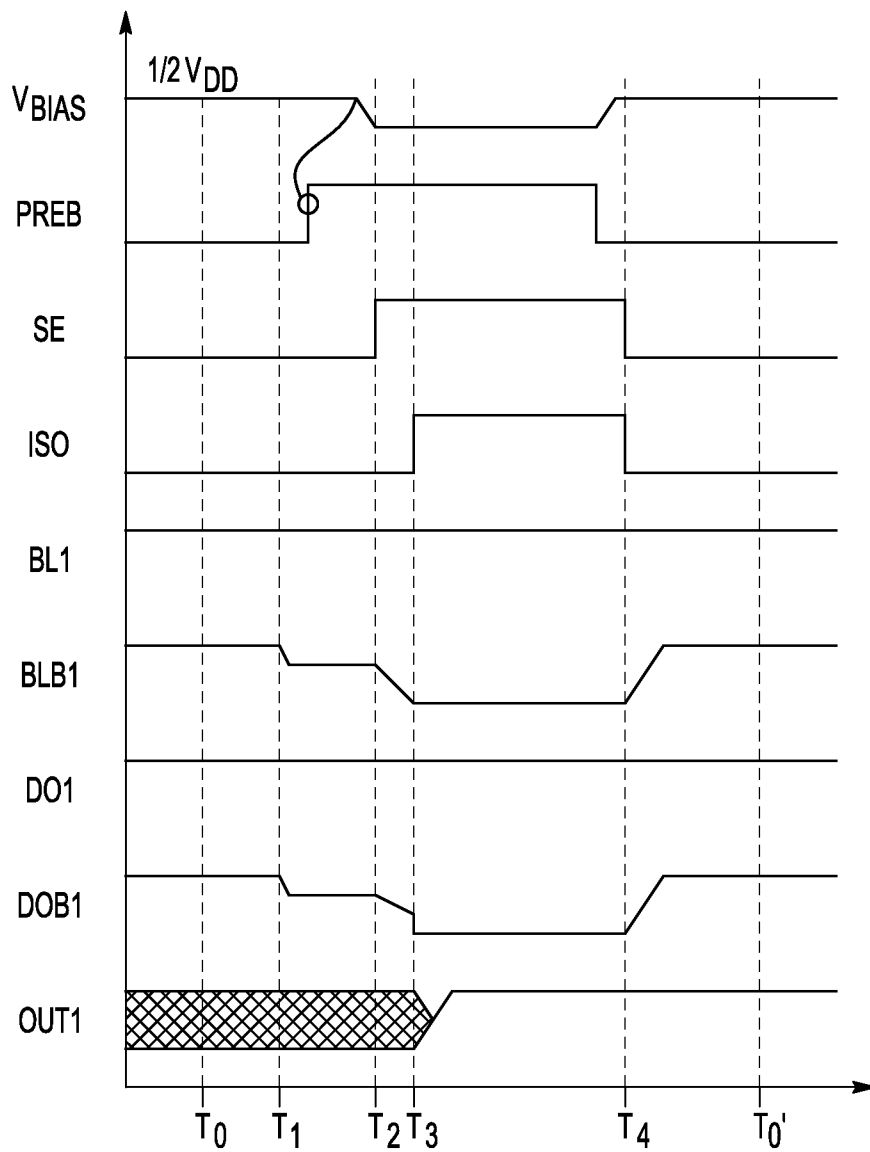 1/2 VDD
VBIAS
PREB
SE
ISO
BL1
BLB1
DO1
DOB1
OUT1
T0 T1 T2 T3 T4 T0'